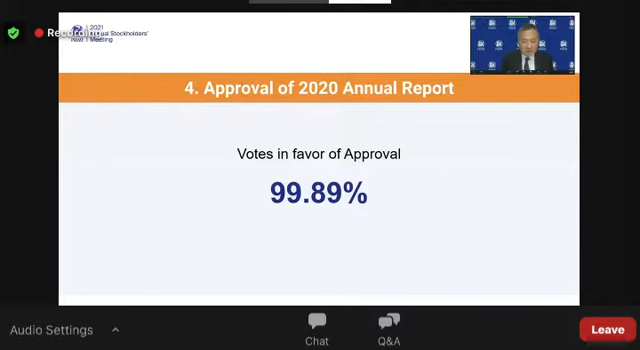 Recording
2021
Annual Stockholders'
Meeting
4. Approval of 2020 Annual Report
Votes in favor of Approval
99.89%
Audio Settings
Chat
Q&A
Leave